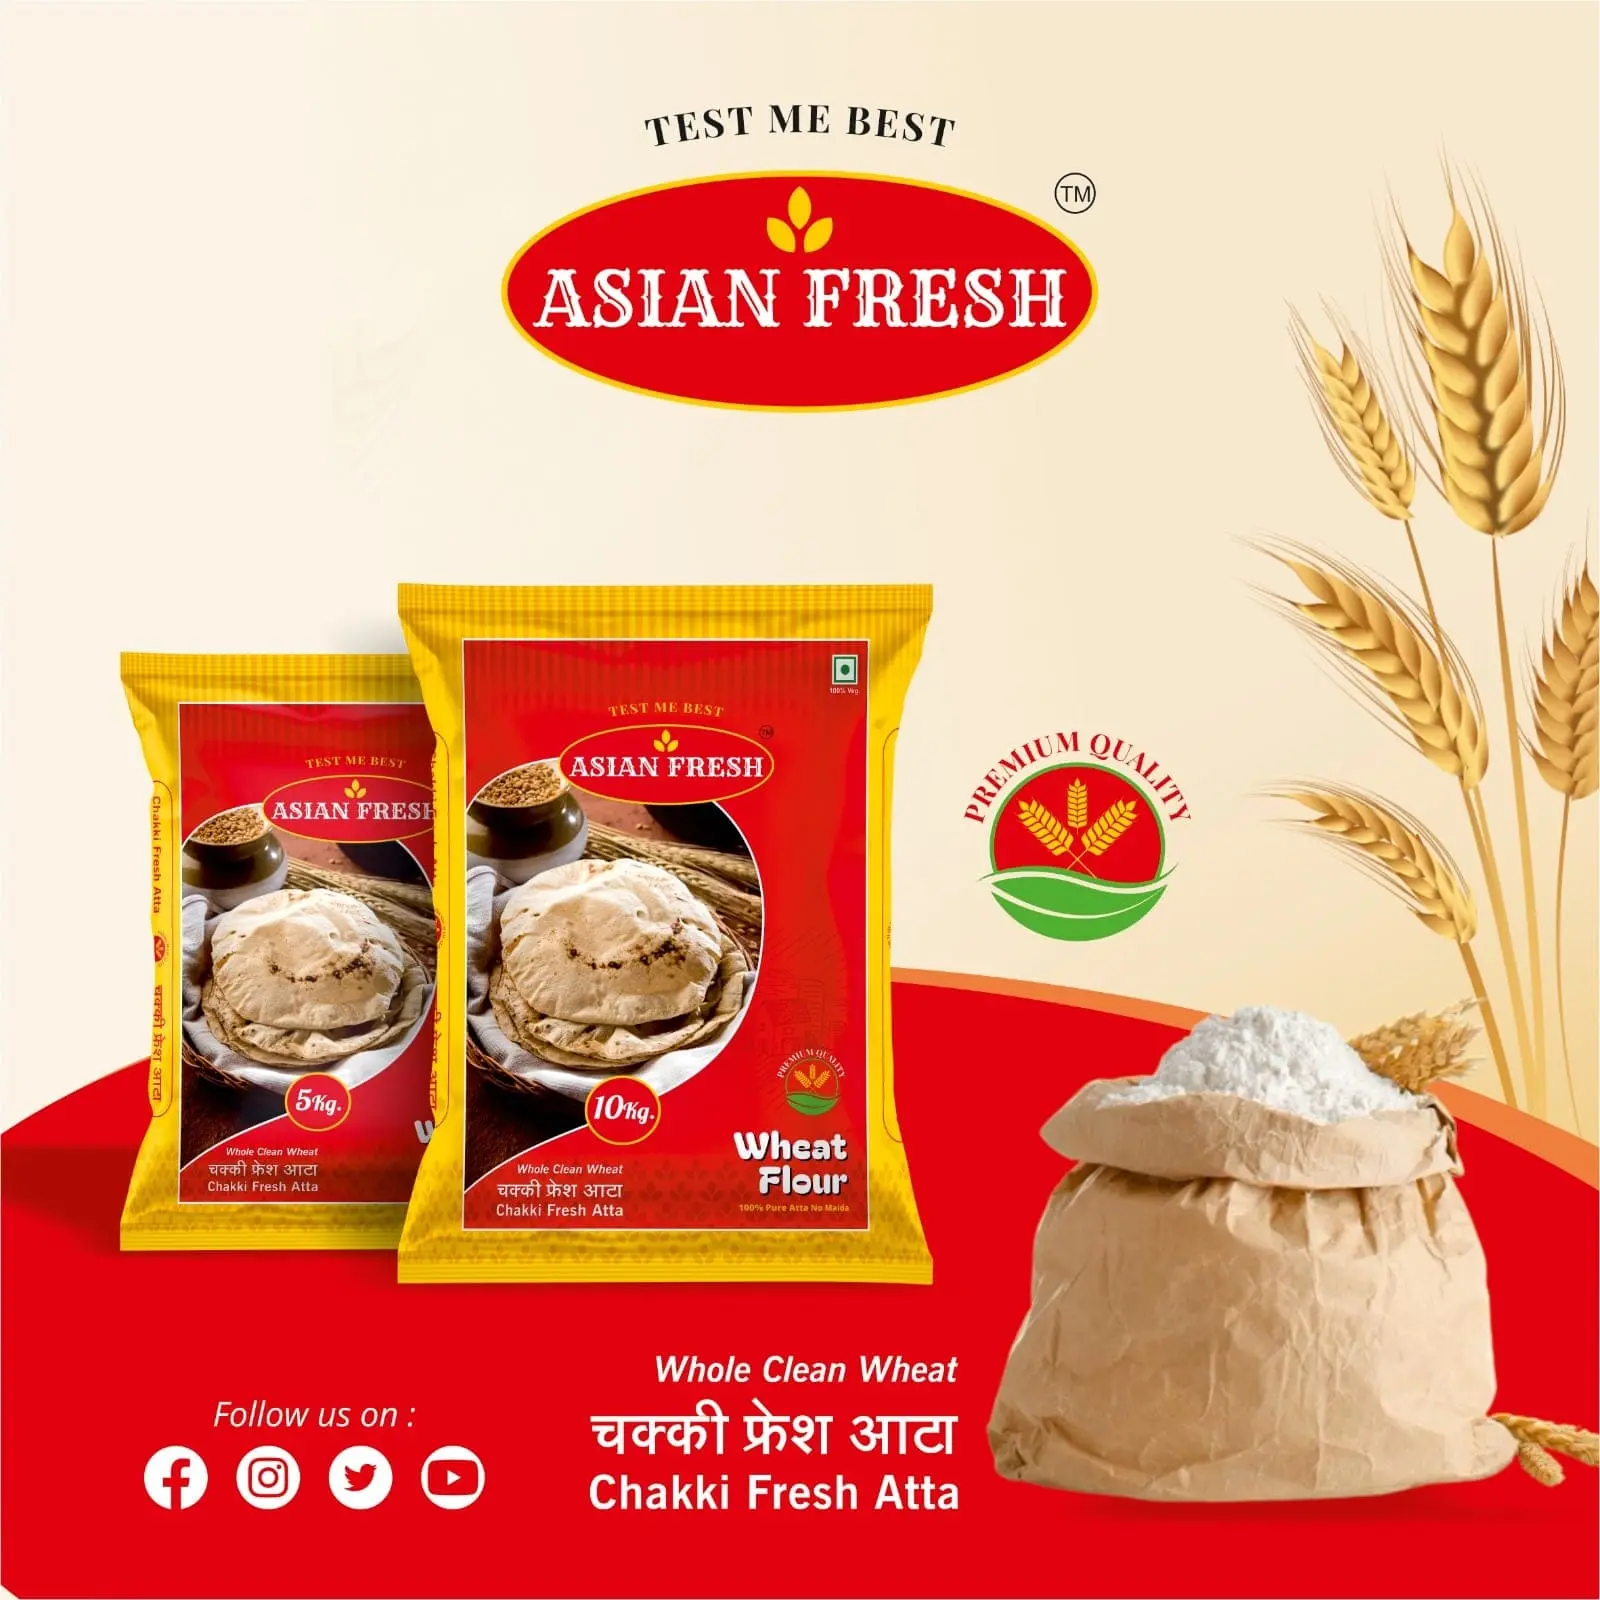 TEST ME BEST
TM
ASIAN FRESH
TEST ME BEST
ASIAN FRESH
Chakki Fresh Atta
चक्की फ्रेश आटा
5Kg.
Whole Clean Wheat
चक्की फ्रेश आटा
Chakki Fresh Atta
100% Veg.
TEST ME BEST
TM
ASIAN FRESH
10Kg.
PREMIUM QUALITY
Whole Clean Wheat
चक्की फ्रेश आटा
Chakki Fresh Atta
Wheat
Flour
100% Pure Atta No Maida
PREMIUM QUALITY
Follow us on :
Whole Clean Wheat
चक्की फ्रेश आटा
Chakki Fresh Atta